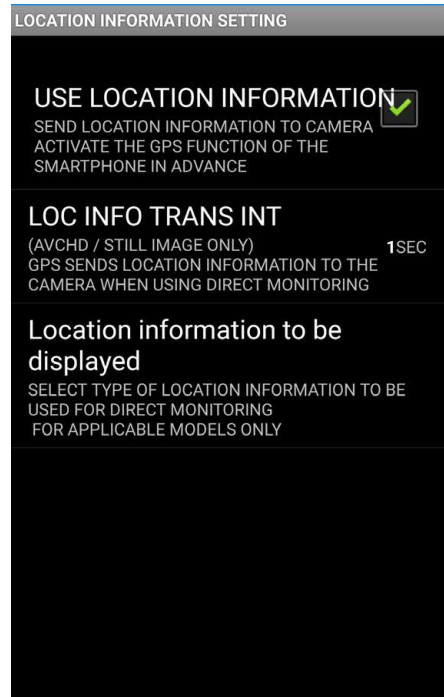 LOCATION INFORMATION SETTING
USE LOCATION INFORMATION
SEND LOCATION INFORMATION TO CAMERA
ACTIVATE THE GPS FUNCTION OF THE
SMARTPHONE IN ADVANCE
LOC INFO TRANS INT
(AVCHD / STILL IMAGE ONLY)
1SEC
GPS SENDS LOCATION INFORMATION TO THE
CAMERA WHEN USING DIRECT MONITORING
Location information to be
displayed
SELECT TYPE OF LOCATION INFORMATION TO BE
USED FOR DIRECT MONITORING
FOR APPLICABLE MODELS ONLY